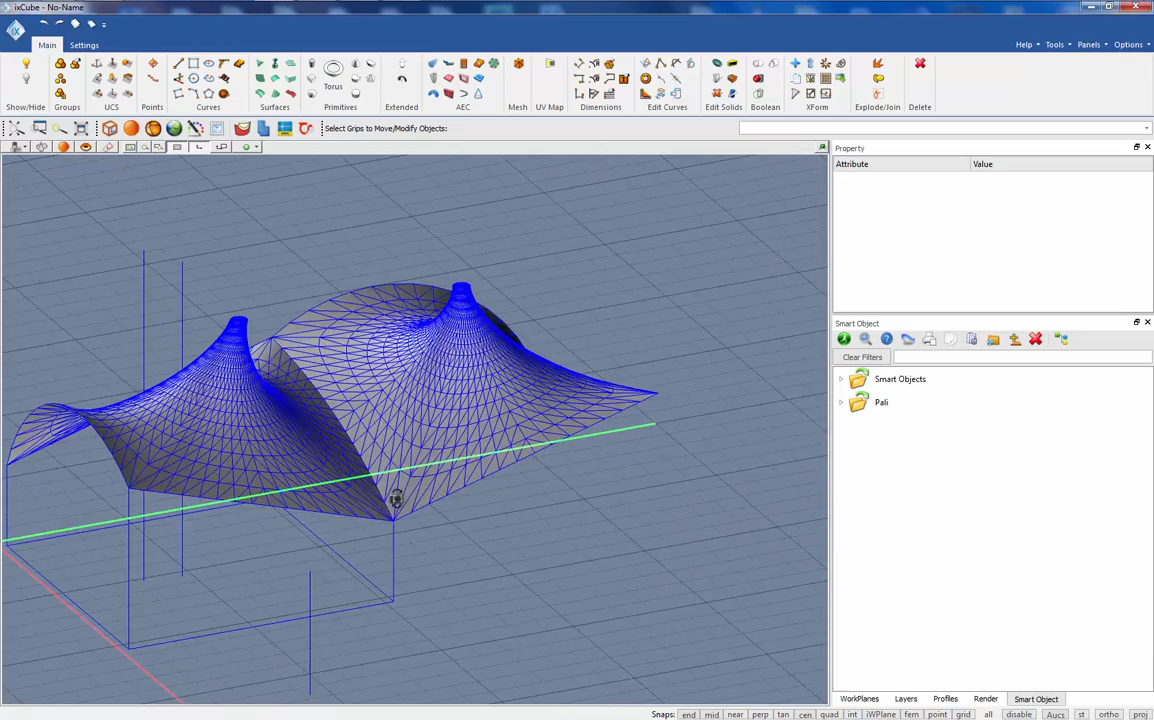 ixCube - No-Name
Main Settings
Help Tools Panels Options
Torus
Show/Hide Groups UCS Points Curves Surfaces Primitives Extended AEC Mesh UV Map Dimensions Edit Curves Edit Solids Boolean XForm Explode/Join Delete
Select Grips to Move/Modify Objects:
Property
Attribute Value
Smart Object
Clear Filters
Smart Objects
Pali
WorkPlanes Layers Profiles Render Smart Object
Snaps: end mid near perp tan cen quad int iWPlane fem point grid all disable Aucs st ortho proj